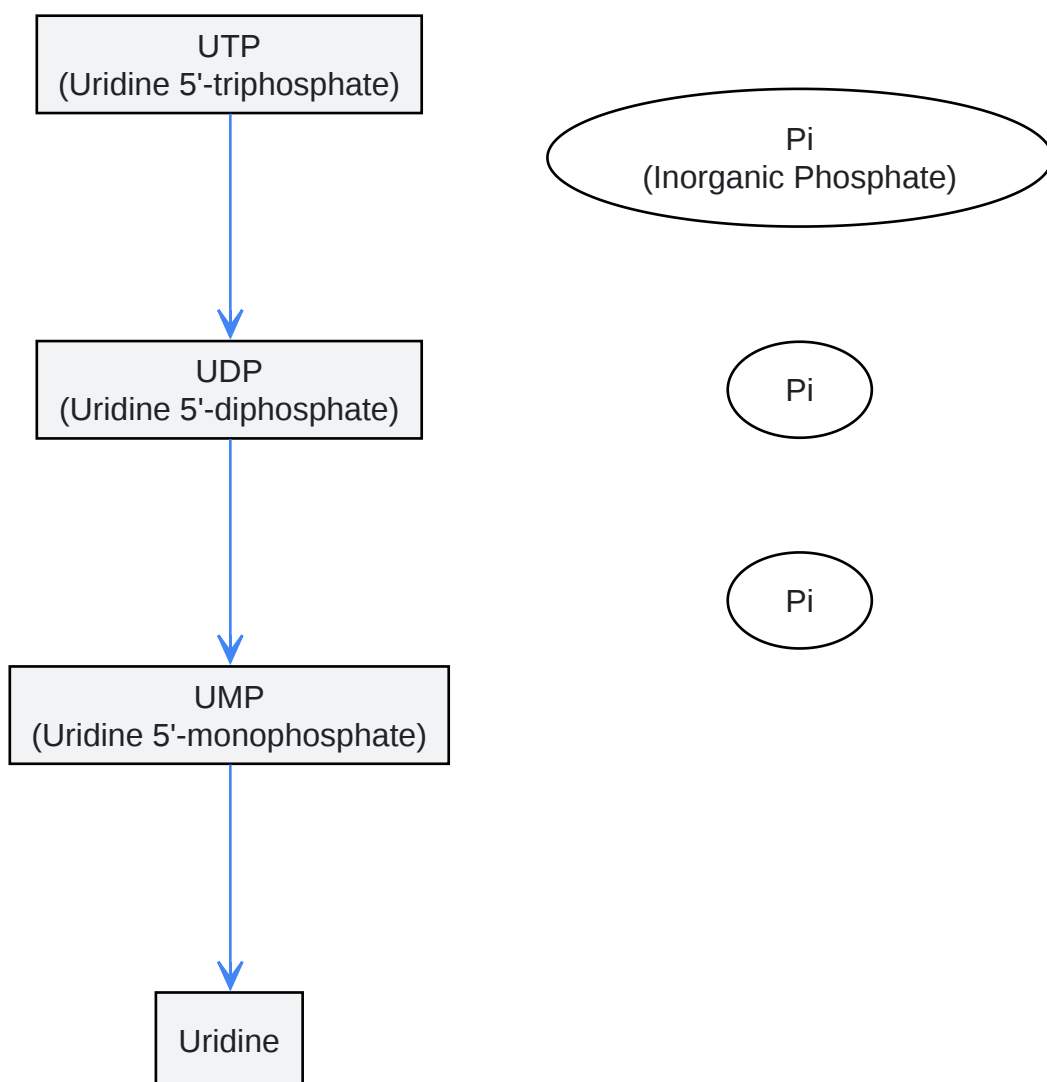 UTP
(Uridine 5'-triphosphate)
Pi
(Inorganic Phosphate)
UDP
(Uridine 5'-diphosphate)
Pi
Pi
UMP
(Uridine 5'-monophosphate)
Uridine